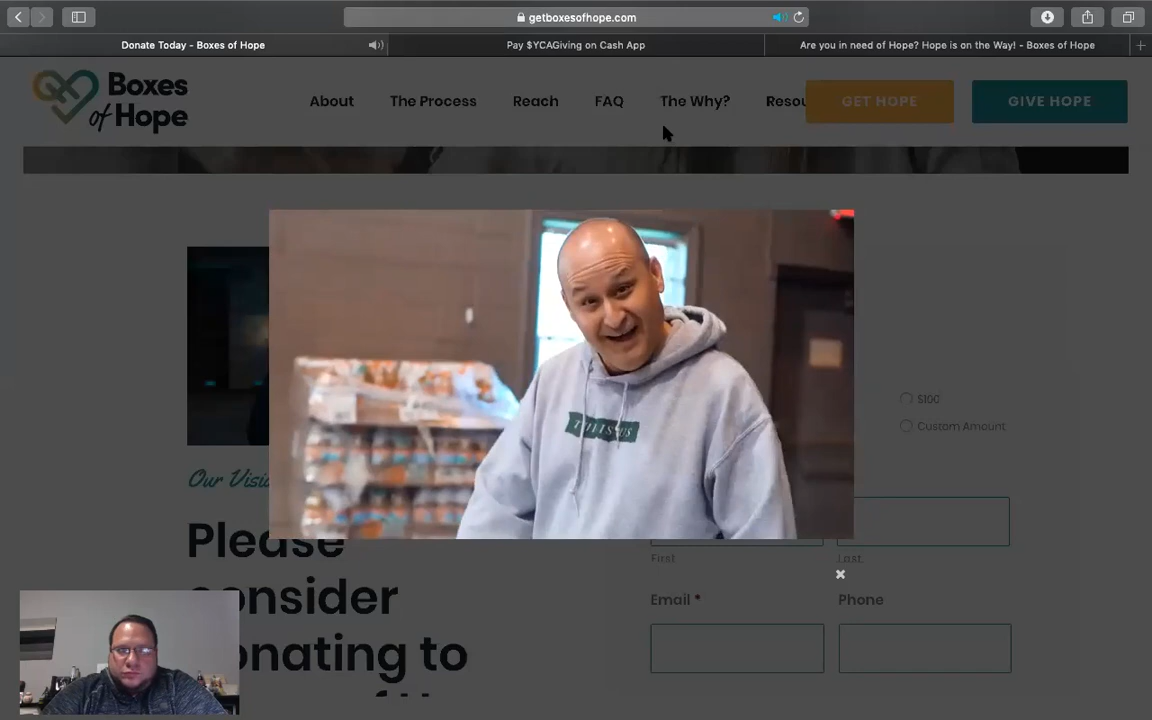 getboxesofhope.com
Donate Today - Boxes of Hope
Pay $YCAGiving on Cash App
Are you in need of Hope? Hope is on the Way! - Boxes of Hope
Boxes
of Hope
About
The Process
Reach
FAQ
The Why?
Resou
GET HOPE
GIVE HOPE
$100
Custom Amount
Our Visi
Please
consider
onating to
First
Last
Email *
Phone